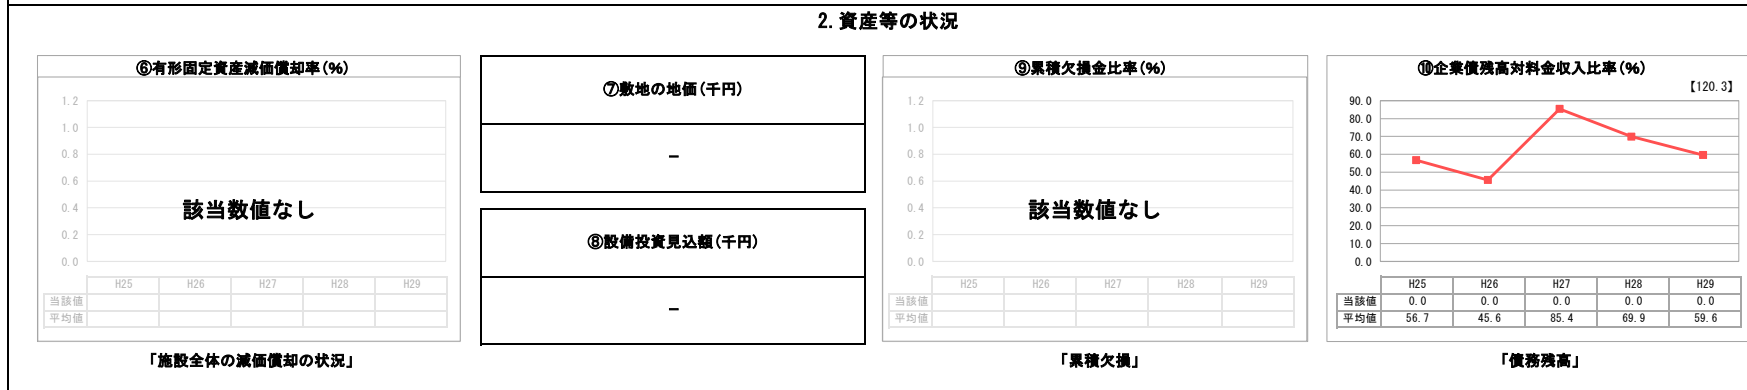 2.資産等の状況
⑥有形固定資産減価償却率(%)
1.2
1.0
0.8
0.6
0.4
0.2
0.0
該当数値なし
H25 H26 H27 H28 H29
当該値
平均値
「施設全体の減価償却の状況」
⑦敷地の地価(千円)
-
⑧設備投資見込額(千円)
-
⑨累積欠損金比率(%)
1.2
1.0
0.8
0.6
0.4
0.2
0.0
該当数値なし
H25 H26 H27 H28 H29
当該値
平均値
「累積欠損」
⑩企業債残高対料金収入比率(%)
【120.3】
90.0
80.0
70.0
60.0
50.0
40.0
30.0
20.0
10.0
0.0
H25 H26 H27 H28 H29
当該値 0.0 0.0 0.0 0.0 0.0
平均値 56.7 45.6 85.4 69.9 59.6
「債務残高」